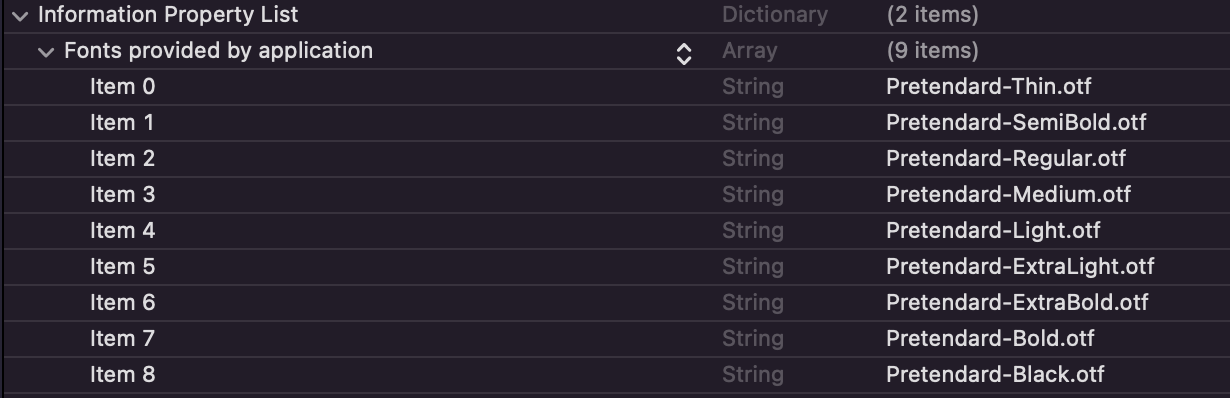 Information Property List Dictionary (2 items)
Fonts provided by application Array (9 items)
Item 0 String Pretendard-Thin.otf
Item 1 String Pretendard-SemiBold.otf
Item 2 String Pretendard-Regular.otf
Item 3 String Pretendard-Medium.otf
Item 4 String Pretendard-Light.otf
Item 5 String Pretendard-ExtraLight.otf
Item 6 String Pretendard-ExtraBold.otf
Item 7 String Pretendard-Bold.otf
Item 8 String Pretendard-Black.otf